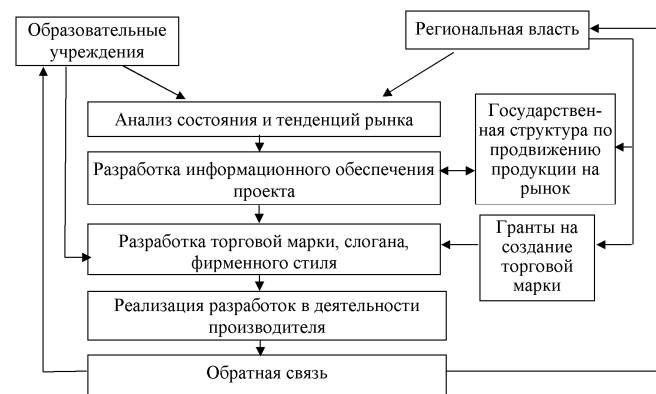 Образовательные
учреждения
Региональная власть
Анализ состояния и тенденций рынка
Государствен-
ная структура по
продвижению
продукции на
рынок
Разработка информационного обеспечения
проекта
Разработка торговой марки, слогана,
фирменного стиля
Гранты на
создание
торговой
марки
Реализация разработок в деятельности
производителя
Обратная связь